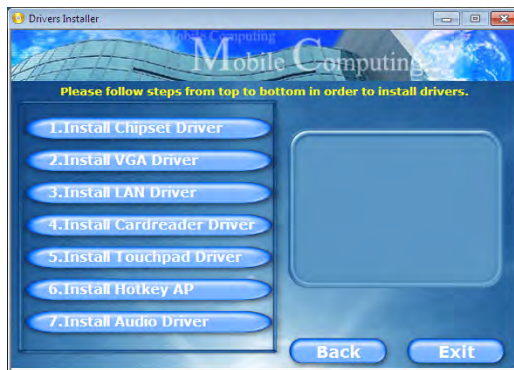 Drivers Installer
Mobile Computing
Mobile Computing
Please follow steps from top to bottom in order to install drivers.
1.Install Chipset Driver
2.Install VGA Driver
3.Install LAN Driver
4.Install Cardreader Driver
5.Install Touchpad Driver
6.Install Hotkey AP
7.Install Audio Driver
Back
Exit